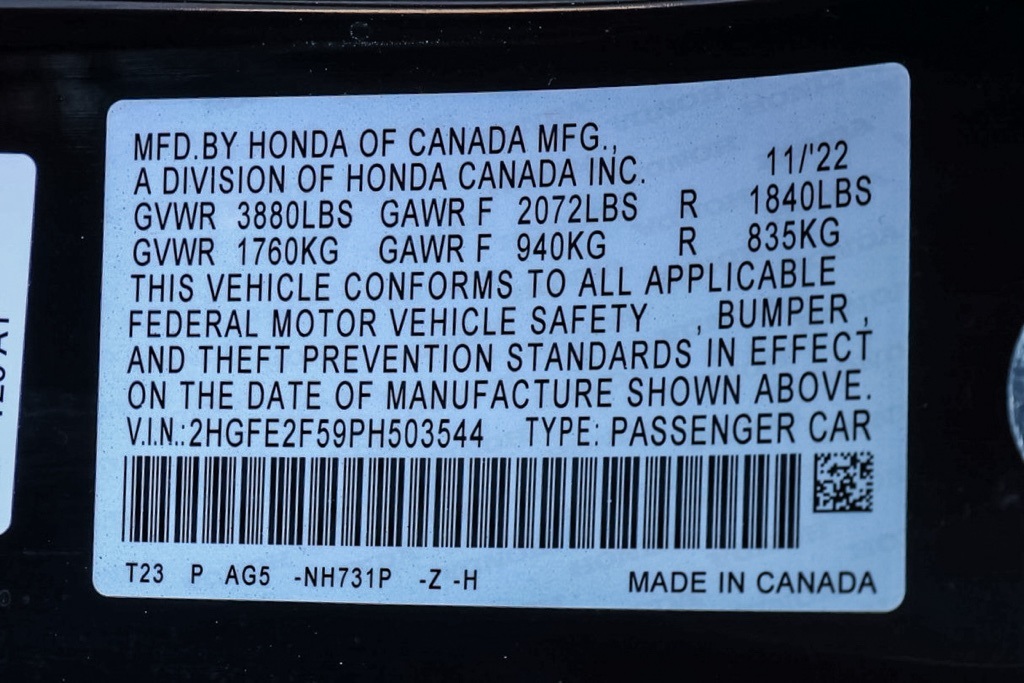 MFD.BY HONDA OF CANADA MFG.,
A DIVISION OF HONDA CANADA INC. 11/'22
GVWR 3880LBS GAWR F 2072LBS R 1840LBS
GVWR 1760KG GAWR F 940KG R 835KG
THIS VEHICLE CONFORMS TO ALL APPLICABLE
FEDERAL MOTOR VEHICLE SAFETY , BUMPER ,
AND THEFT PREVENTION STANDARDS IN EFFECT
ON THE DATE OF MANUFACTURE SHOWN ABOVE.
V.I.N.:2HGFE2F59PH503544 TYPE: PASSENGER CAR
T23 P AG5 -NH731P -Z -H MADE IN CANADA